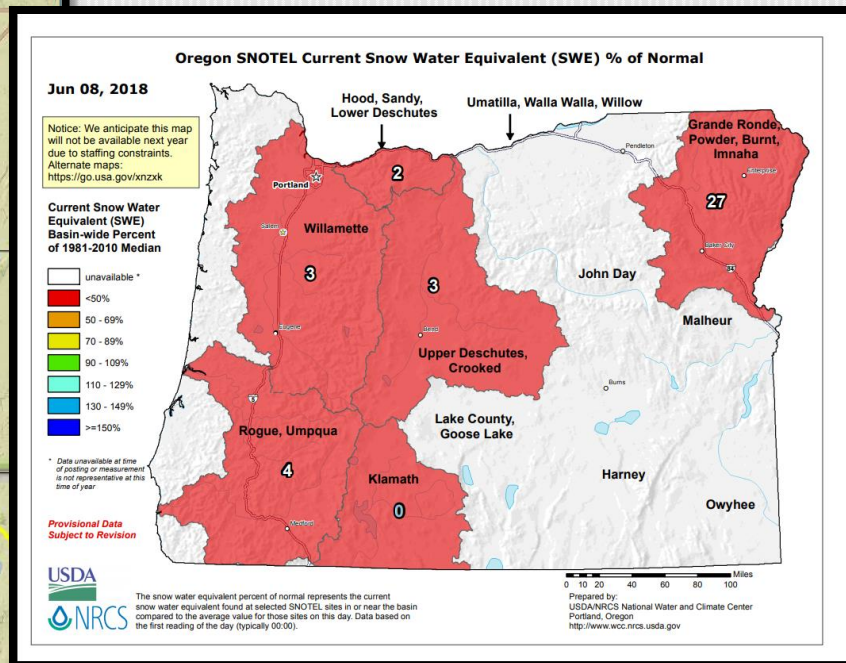 Oregon SNOTEL Current Snow Water Equivalent (SWE) % of Normal
Jun 08, 2018
Notice: We anticipate this map
will not be available next year
due to staffing constraints.
Alternate maps:
https://go.usa.gov/xnzxk
Current Snow Water
Equivalent (SWE)
Basin-wide Percent
of 1981-2010 Median
unavailable *
<50%
50 - 69%
70 - 89%
90 - 109%
110 - 129%
130 - 149%
>=150%
* Data unavailable at time
of posting or measurement
is not representative at this
time of year
Provisional Data
Subject to Revision
Hood, Sandy,
Lower Deschutes
Umatilla, Walla Walla, Willow
Grande Ronde,
Powder, Burnt,
Imnaha
Pendleton
Enterprise
Portland
2
27
Salem
Willamette
Baker City
84
John Day
3
3
Malheur
Eugene
Bend
Upper Deschutes,
Crooked
Burns
5
Lake County,
Goose Lake
Rogue, Umpqua
4
Klamath
0
Harney
Owyhee
Medford
Miles
0 10 20 40 60 80 100
USDA
NRCS
The snow water equivalent percent of normal represents the current
snow water equivalent found at selected SNOTEL sites in or near the basin
compared to the average value for those sites on this day. Data based on
the first reading of the day (typically 00:00).
Prepared by:
USDA/NRCS National Water and Climate Center
Portland, Oregon
http://www.wcc.nrcs.usda.gov